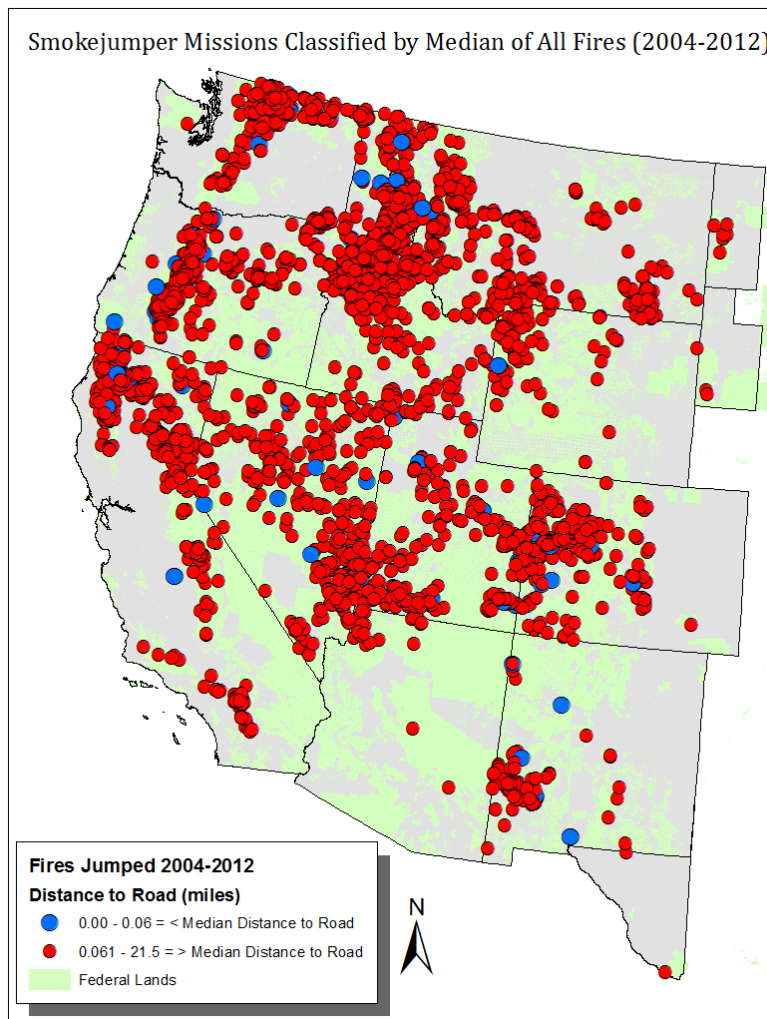 Smokejumper Missions Classified by Median of All Fires (2004-2012)
Fires Jumped 2004-2012
Distance to Road (miles)
0.00 - 0.06 = < Median Distance to Road
0.061 - 21.5 = > Median Distance to Road
Federal Lands
N